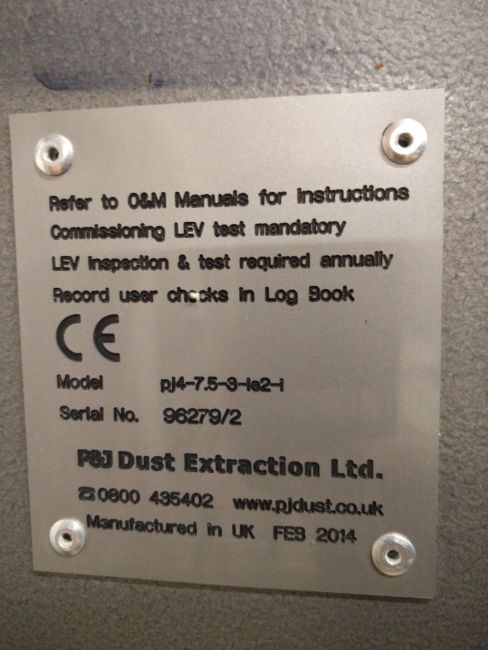 Refer to O&M Manuals for instructions
Commissioning LEV test mandatory
LEV inspection & test required annually
Record user checks in Log Book
CE
Model pj4-7.5-3-ie2-i
Serial No. 96279/2
P&J Dust Extraction Ltd.
☎0800 435402 www.pjdust.co.uk
Manufactured in UK FEB 2014